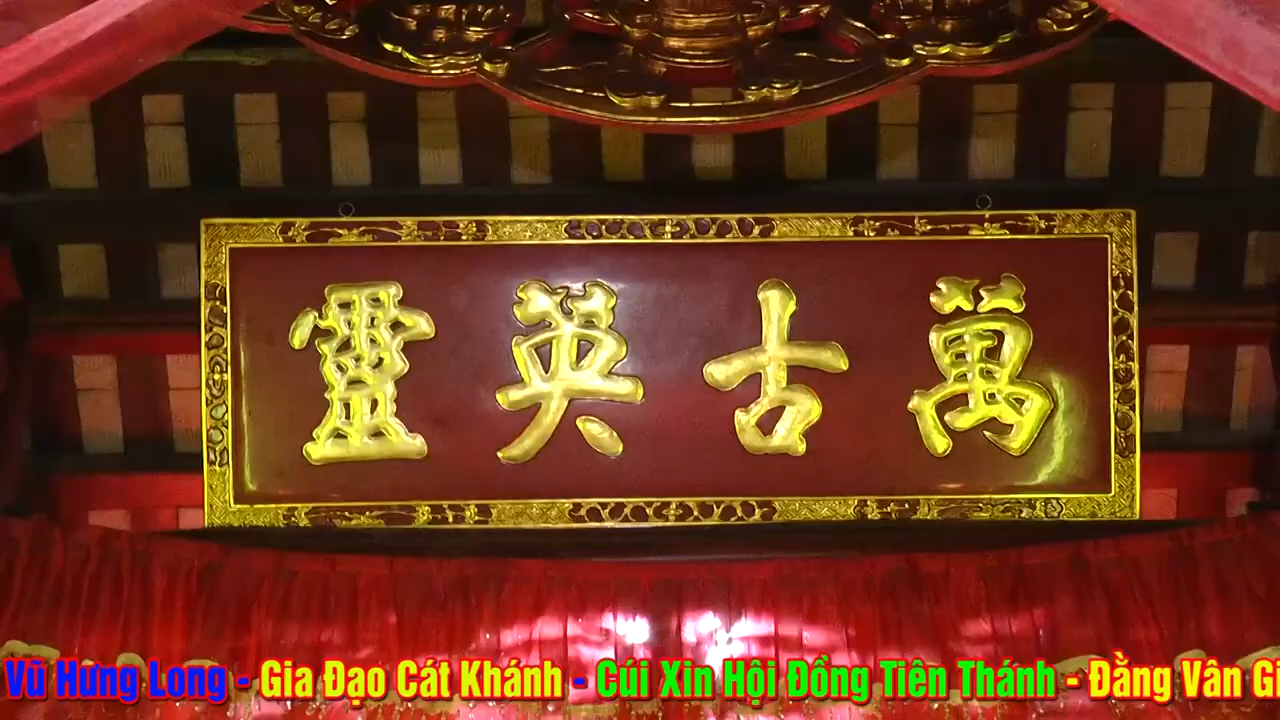 萬古英靈
Vũ Hưng Long - Gia Đạo Cát Khánh - Cúi Xin Hội Đồng Tiên Thánh - Đằng Vân Gi